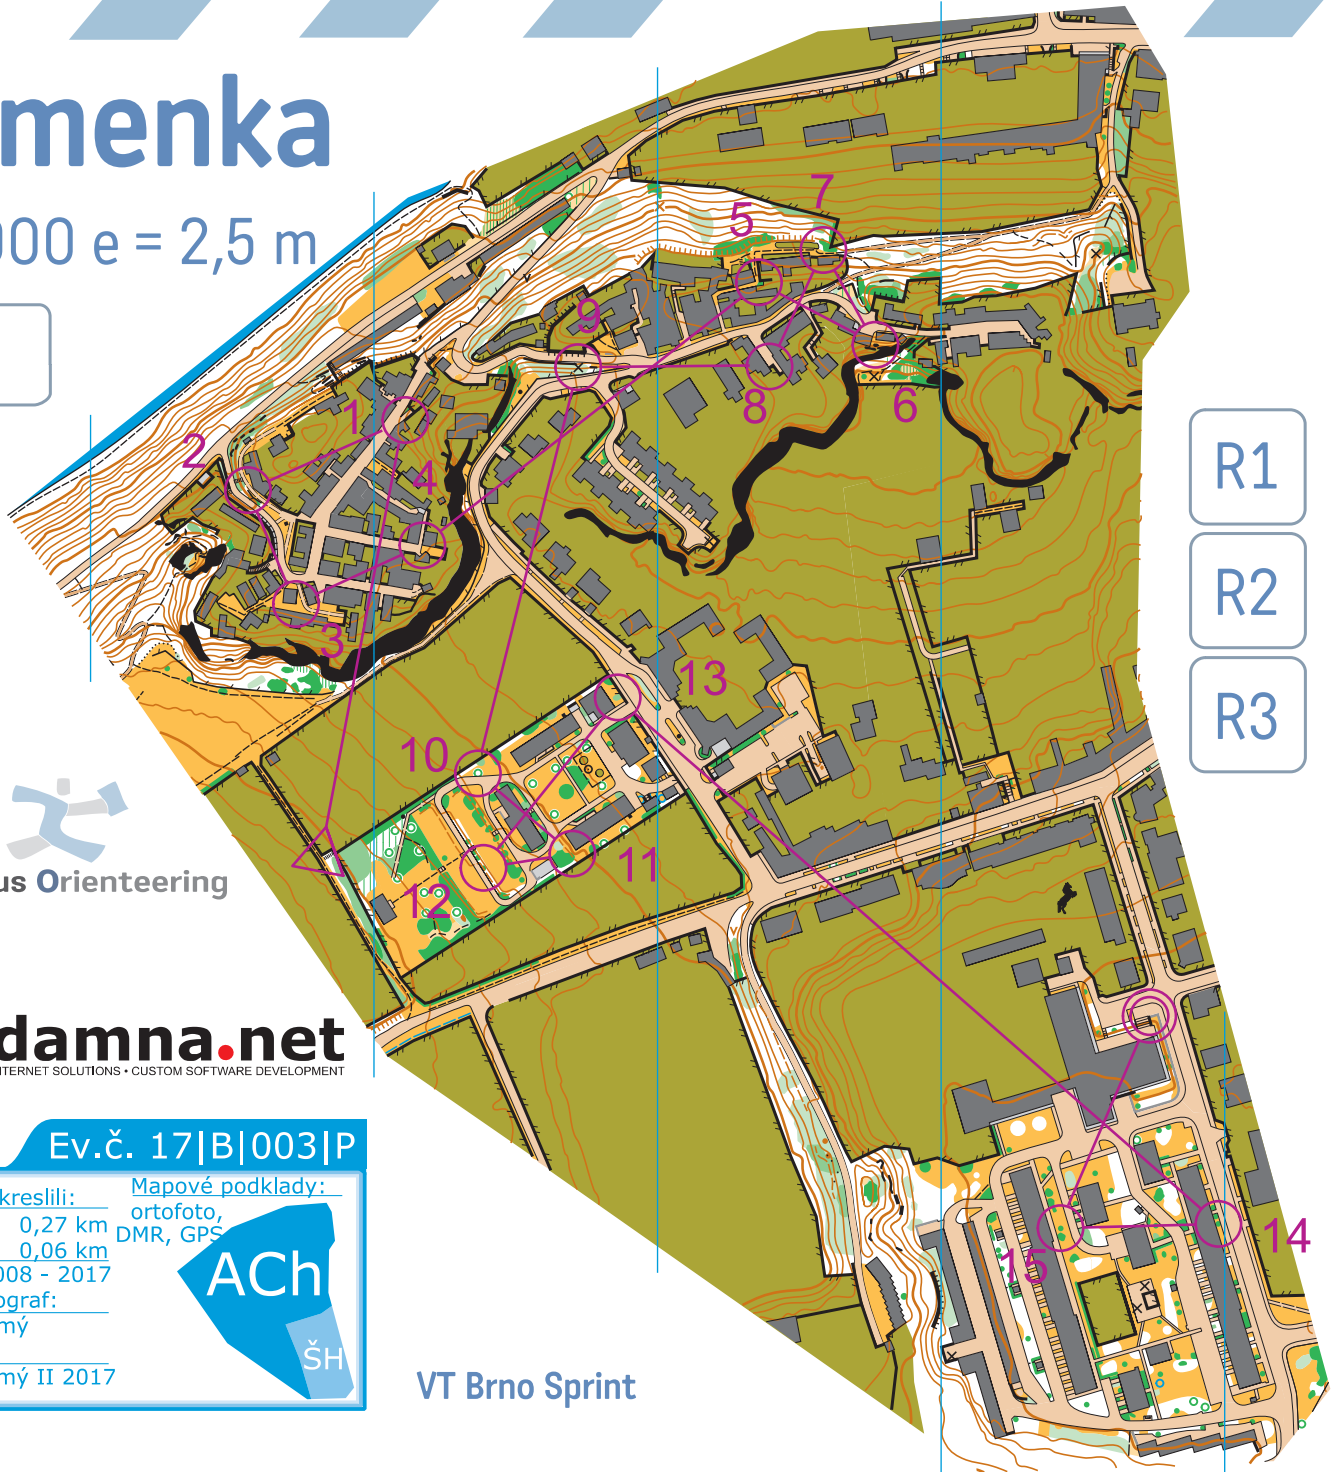 menka
000 e = 2,5 m
7
5
9
1
8
6
2
4
R1
R2
3
13
R3
10
11
12
us Orienteering
damna.net
NTERNET SOLUTIONS • CUSTOM SOFTWARE DEVELOPMENT
Ev.č. 17|B|003|P
kreslili:
Mapové podklady:
0,27 km
ortofoto,
0,06 km
DMR, GPS
008 - 2017
ograf:
mý
mý II 2017
ACh
ŠH
14
15
VT Brno Sprint